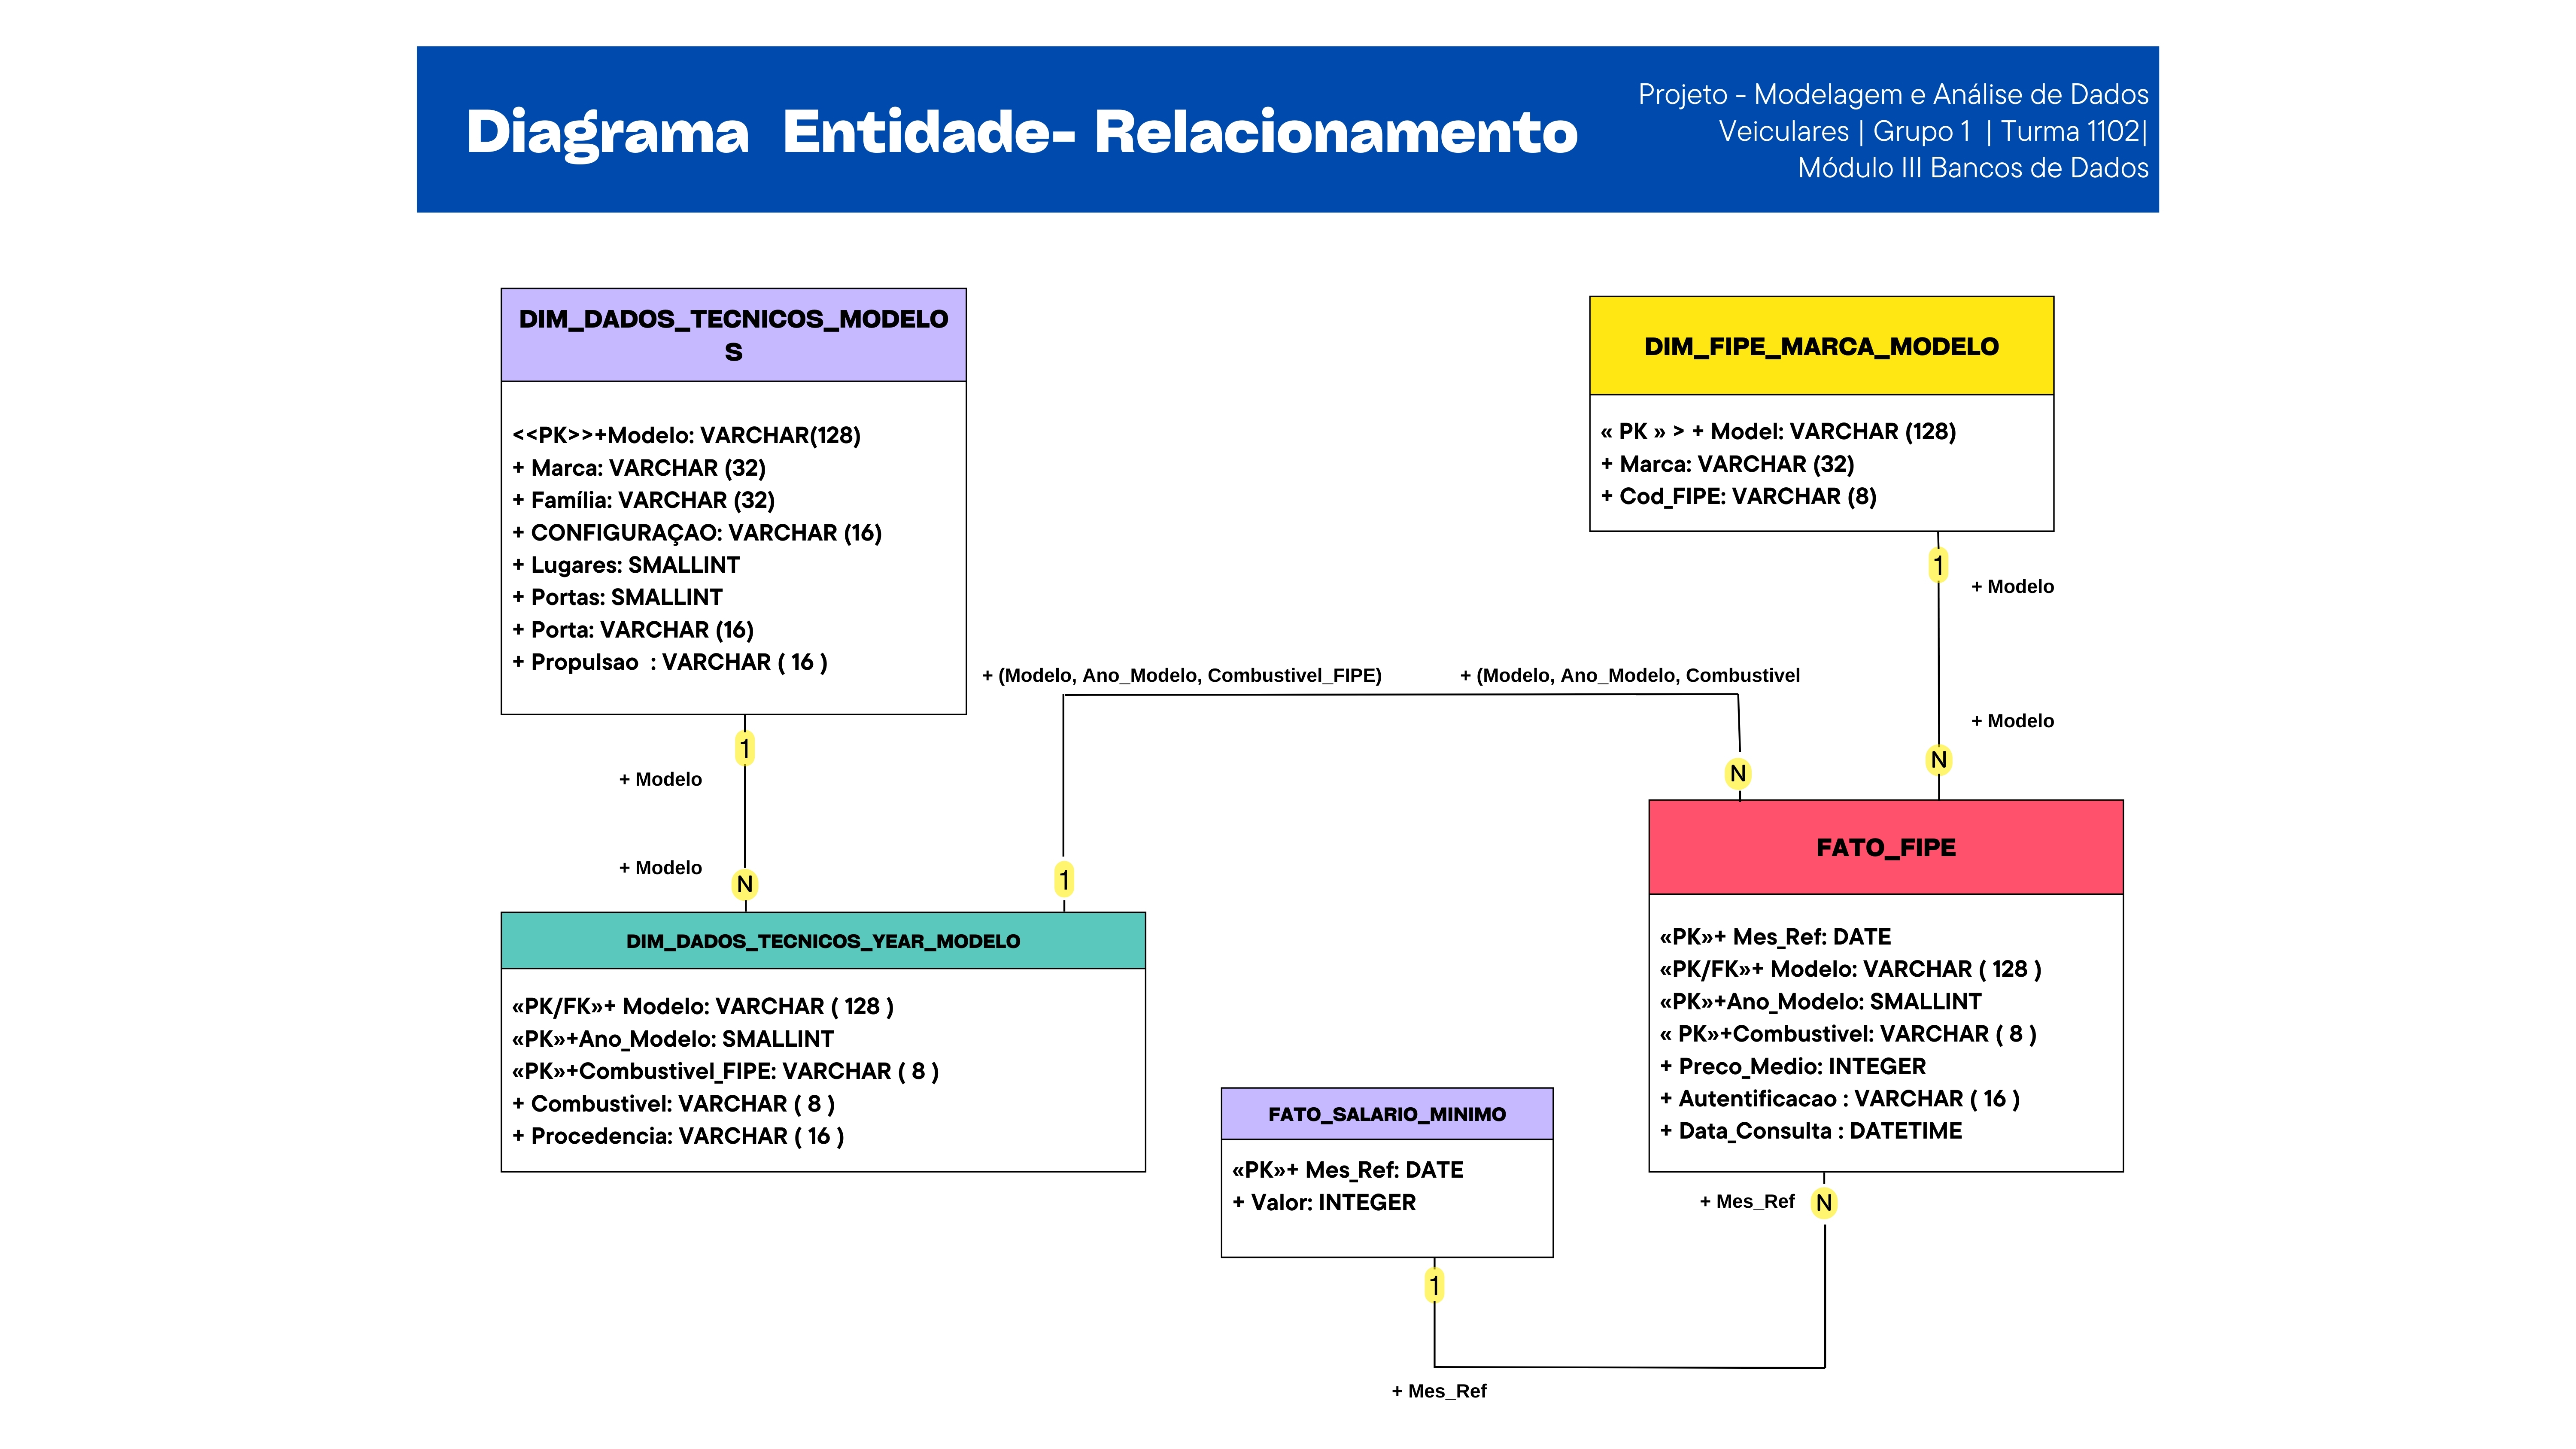 Diagrama Entidade- Relacionamento
Projeto - Modelagem e Análise de Dados
Veiculares | Grupo 1 | Turma 1102|
Módulo III Bancos de Dados
DIM_DADOS_TECNICOS_MODELO
S
<<PK>>+Modelo: VARCHAR(128)
+ Marca: VARCHAR (32)
+ Família: VARCHAR (32)
+ CONFIGURAÇAO: VARCHAR (16)
+ Lugares: SMALLINT
+ Portas: SMALLINT
+ Porta: VARCHAR (16)
+ Propulsao : VARCHAR ( 16 )
DIM_FIPE_MARCA_MODELO
« PK » > + Model: VARCHAR (128)
+ Marca: VARCHAR (32)
+ Cod_FIPE: VARCHAR (8)
1
+ Modelo
+ Modelo
N
+ (Modelo, Ano_Modelo, Combustivel_FIPE)
+ (Modelo, Ano_Modelo, Combustivel
1
N
1
+ Modelo
+ Modelo
N
DIM_DADOS_TECNICOS_YEAR_MODELO
«PK/FK»+ Modelo: VARCHAR ( 128 )
«PK»+Ano_Modelo: SMALLINT
«PK»+Combustivel_FIPE: VARCHAR ( 8 )
+ Combustivel: VARCHAR ( 8 )
+ Procedencia: VARCHAR ( 16 )
FATO_FIPE
«PK»+ Mes_Ref: DATE
«PK/FK»+ Modelo: VARCHAR ( 128 )
«PK»+Ano_Modelo: SMALLINT
« PK»+Combustivel: VARCHAR ( 8 )
+ Preco_Medio: INTEGER
+ Autentificacao : VARCHAR ( 16 )
+ Data_Consulta : DATETIME
FATO_SALARIO_MINIMO
«PK»+ Mes_Ref: DATE
+ Valor: INTEGER
+ Mes_Ref
N
1
+ Mes_Ref